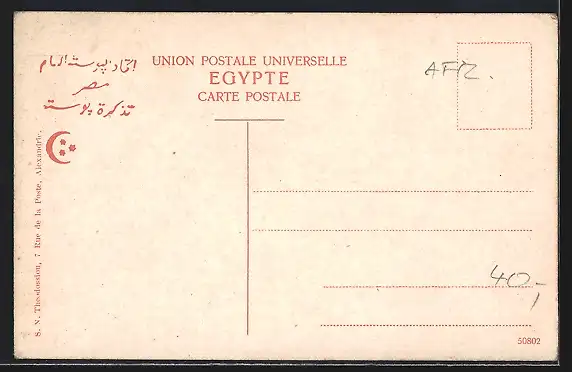 UNION POSTALE UNIVERSELLE
EGYPTE
CARTE POSTALE
اتحاد پوسته العام
مصر
تذكرة پوسته
AFR.
S. N. Theodossiou, 7 Rue de la Poste, Alexandrie.
40,-
50802